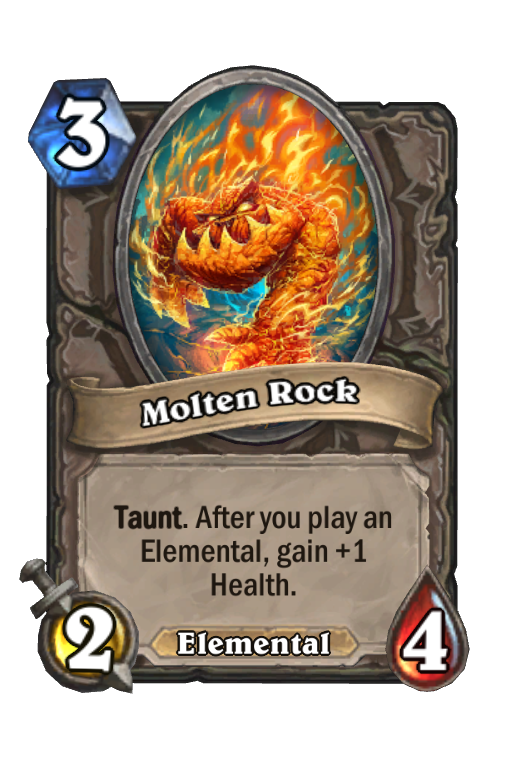 3
Molten Rock
Taunt. After you play an
Elemental, gain +1
Health.
2
Elemental
4